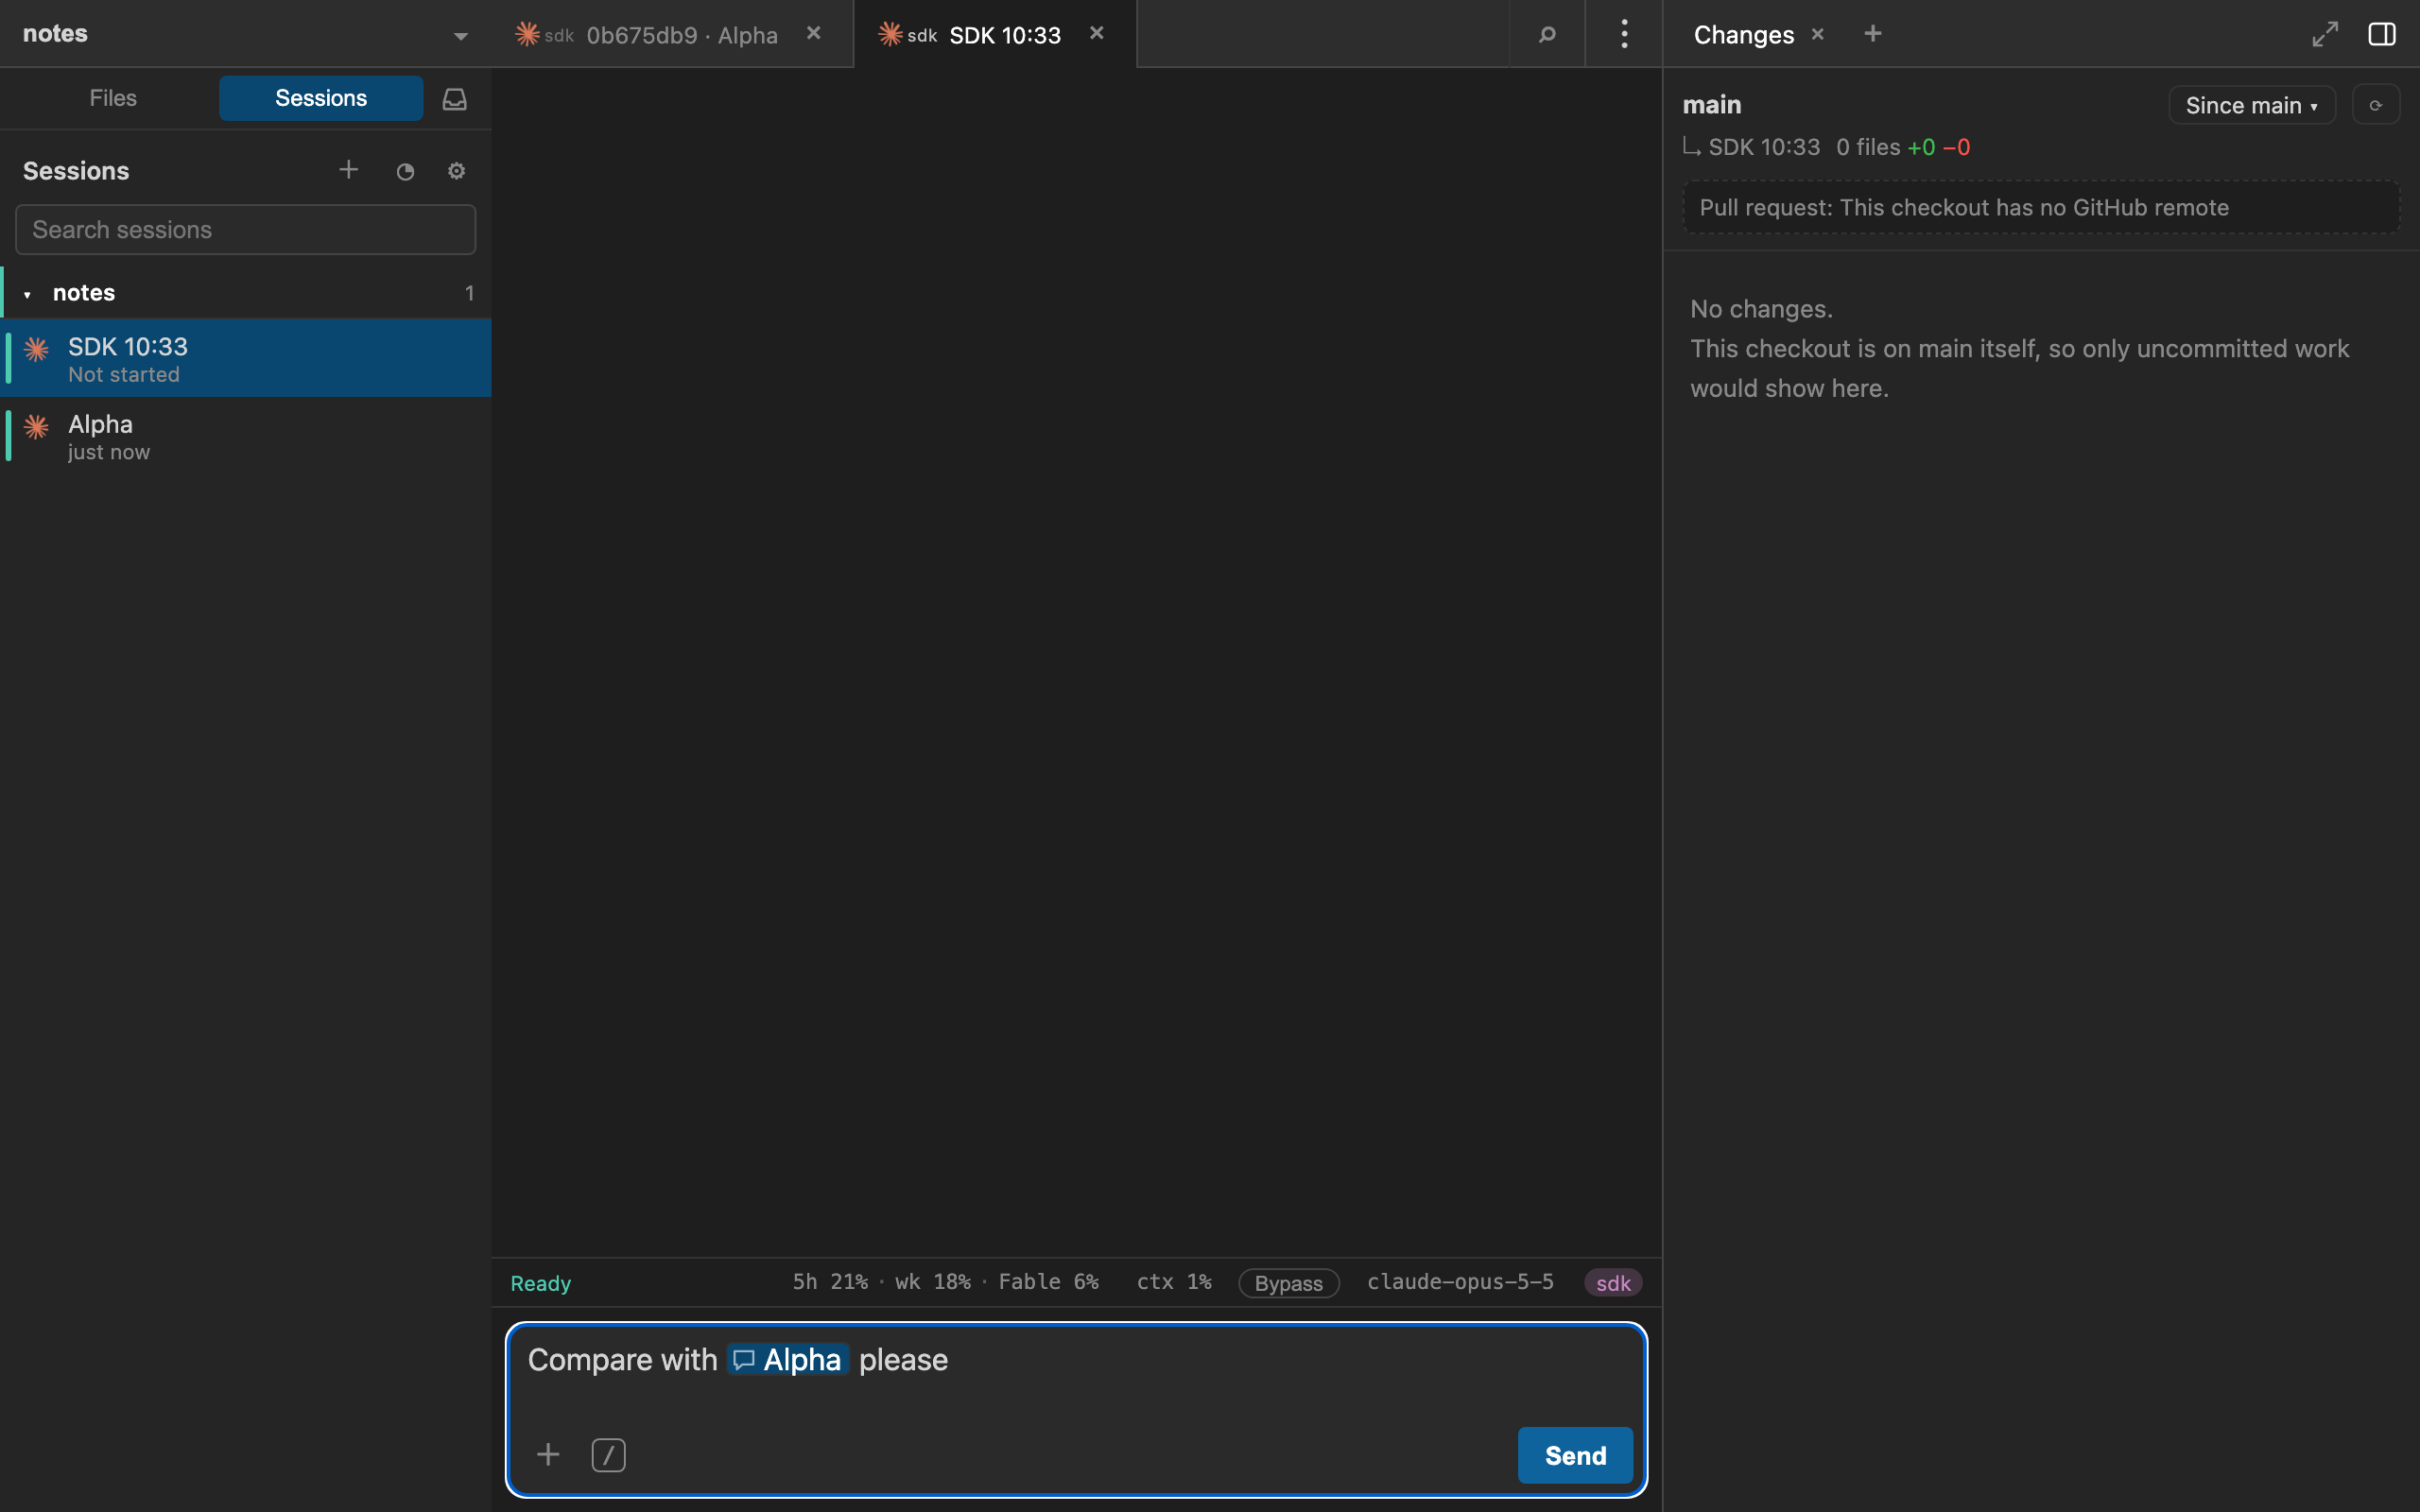 notes
sdk 0b675db9 · Alpha
sdk SDK 10:33
Changes
Files
Sessions
Sessions
Search sessions
notes 1
SDK 10:33
Not started
Alpha
just now
main
Since main
SDK 10:33 0 files +0 −0
Pull request: This checkout has no GitHub remote
No changes.
This checkout is on main itself, so only uncommitted work
would show here.
Ready 5h 21% · wk 18% · Fable 6% ctx 1% Bypass claude-opus-5-5 sdk
Compare with Alpha please
/
Send